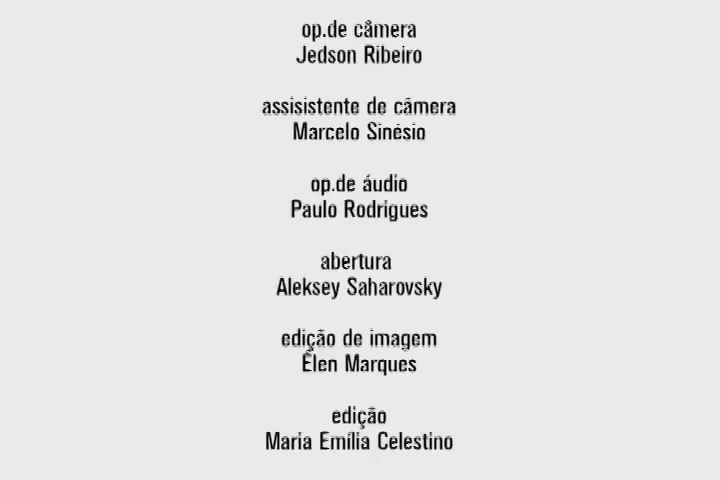 op.de câmera
Jedson Ribeiro
assisistente de câmera
Marcelo Sinésio
op.de áudio
Paulo Rodrigues
abertura
Aleksey Saharovsky
edição de imagem
Élen Marques
edição
Maria Emília Celestino